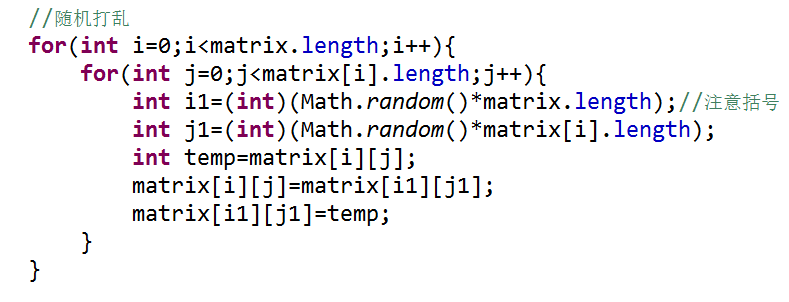 //随机打乱
for(int i=0;i<matrix.length;i++){
    for(int j=0;j<matrix[i].length;j++){
        int i1=(int)(Math.random()*matrix.length);//注意括号
        int j1=(int)(Math.random()*matrix[i].length);
        int temp=matrix[i][j];
        matrix[i][j]=matrix[i1][j1];
        matrix[i1][j1]=temp;
    }
}